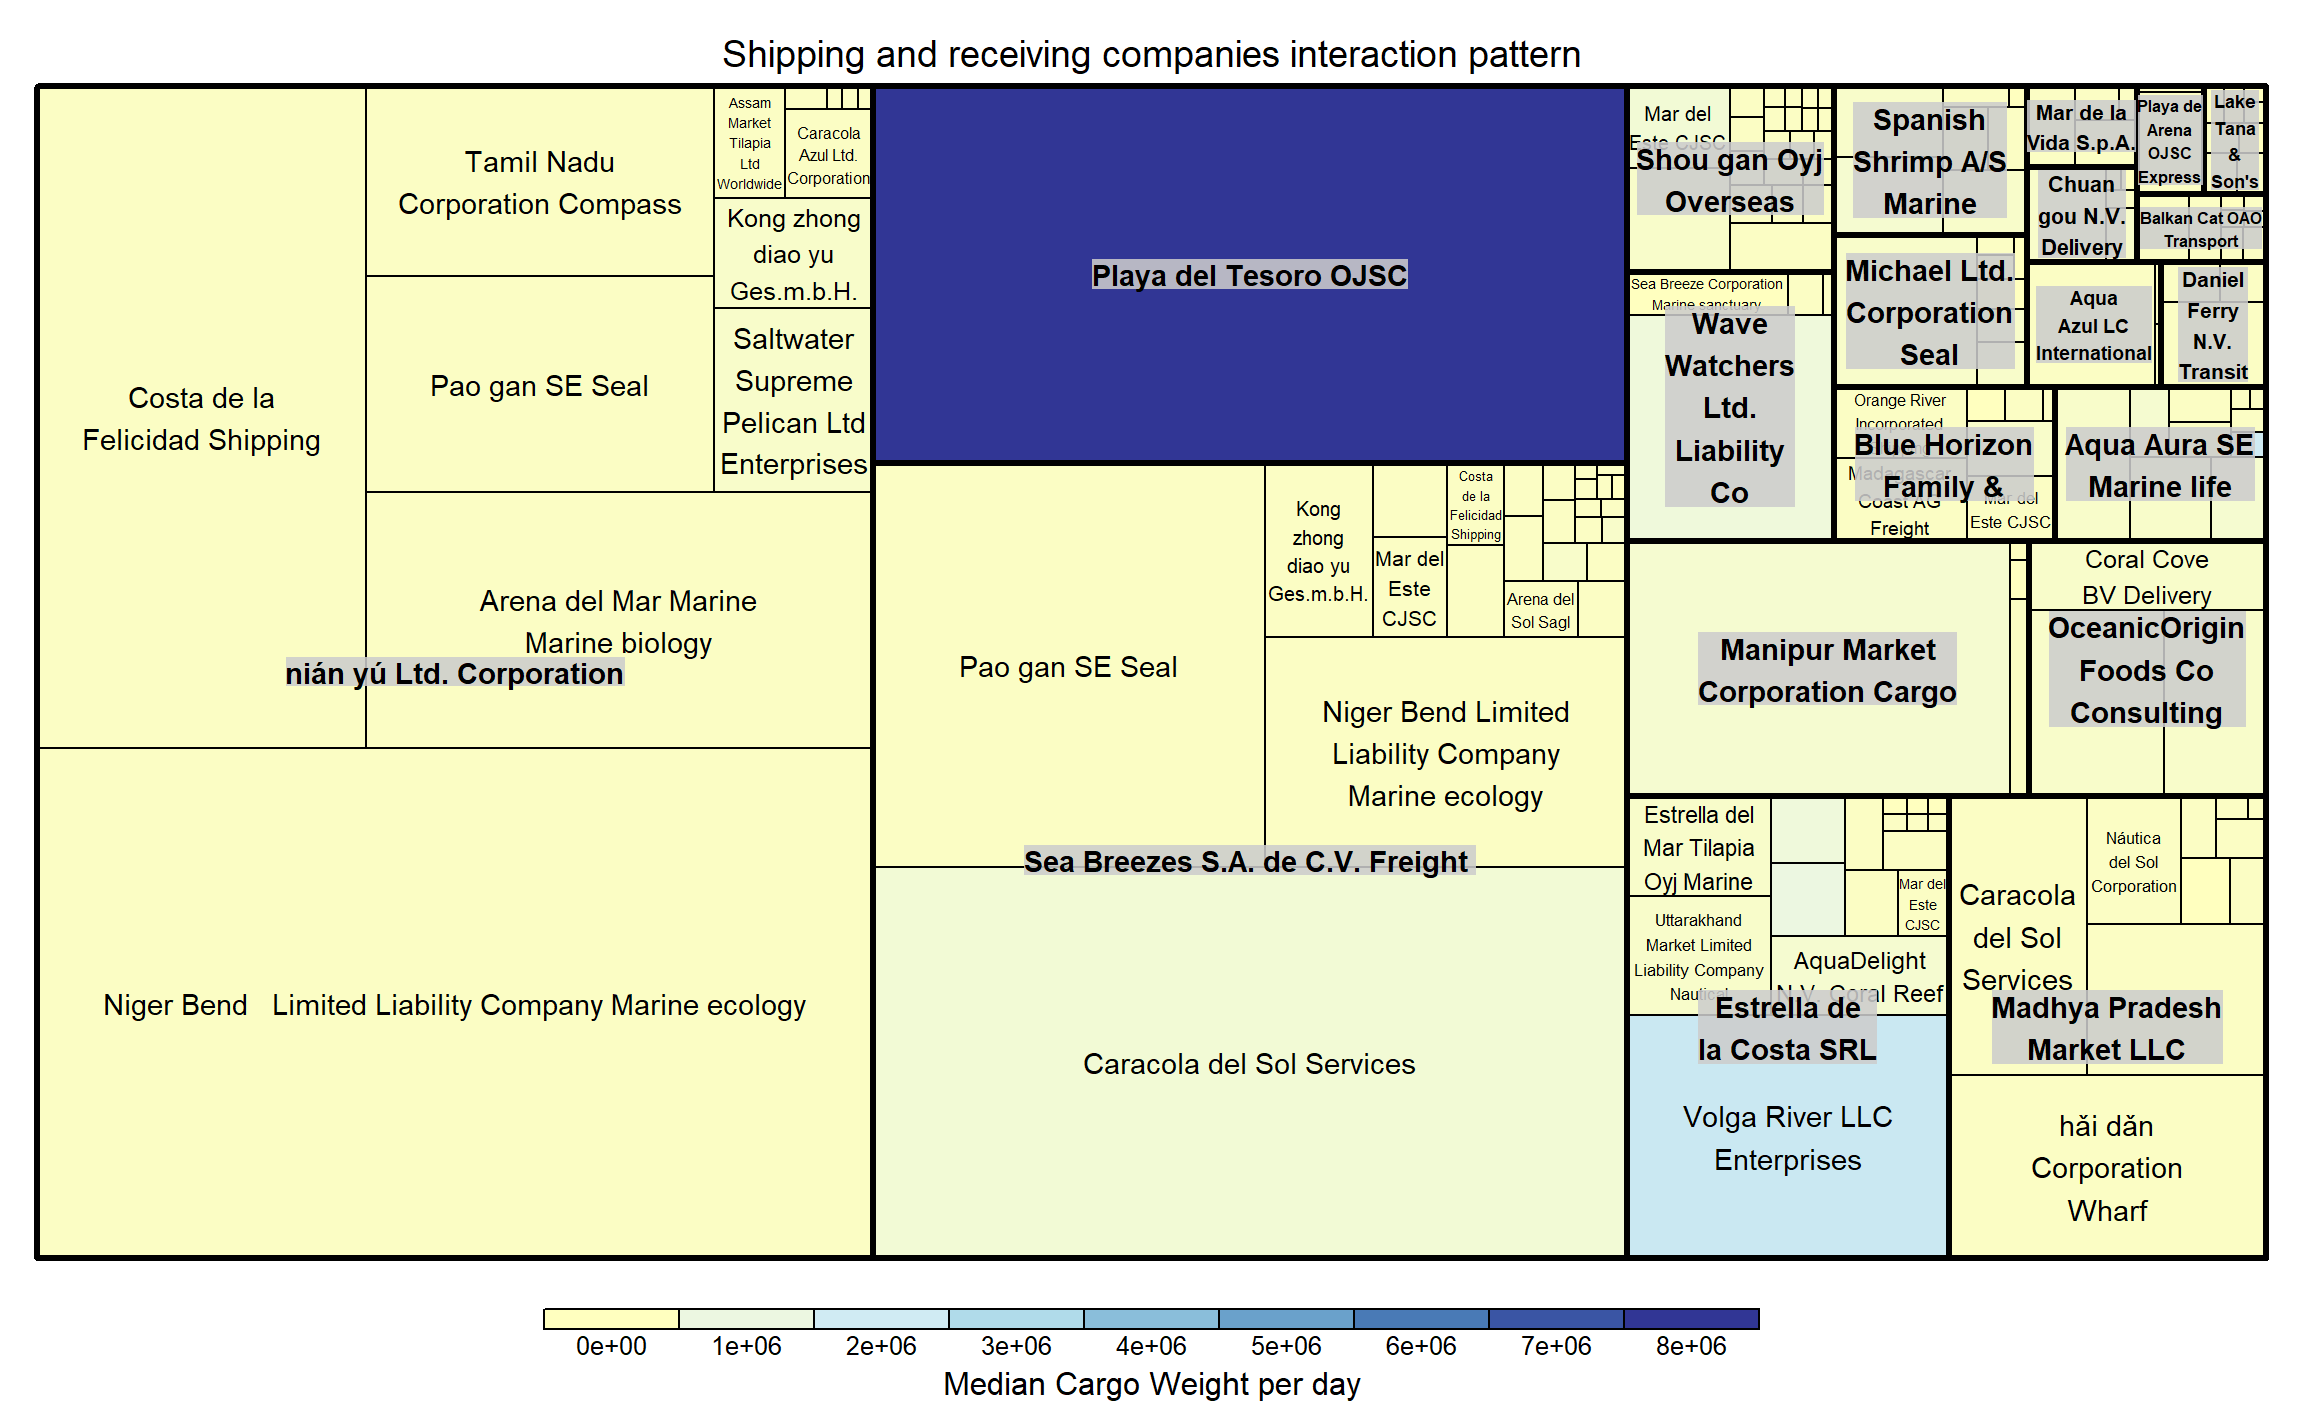 Shipping and receiving companies interaction pattern
Costa de la
Felicidad Shipping
Tamil Nadu
Corporation Compass
Assam
Market
Tilapia
Ltd
Worldwide
Caracola
Azul Ltd.
Corporation
Kong zhong
diao yu
Ges.m.b.H.
Pao gan SE Seal
Saltwater
Supreme
Pelican Ltd
Enterprises
Arena del Mar Marine
Marine biology
nián yú Ltd. Corporation
Niger Bend   Limited Liability Company Marine ecology
Playa del Tesoro OJSC
Pao gan SE Seal
Kong
zhong
diao yu
Ges.m.b.H.
Mar del
Este
CJSC
Costa
de la
Felicidad
Shipping
Arena del
Sol Sagl
Niger Bend Limited
Liability Company
Marine ecology
Sea Breezes S.A. de C.V. Freight
Caracola del Sol Services
Mar del
Este CJSC
Shou gan Oyj
Overseas
Sea Breeze Corporation
Marine sanctuary
Wave
Watchers
Ltd.
Liability
Co
Spanish
Shrimp A/S
Marine
Michael Ltd.
Corporation
Seal
Mar de la
Vida S.p.A.
Chuan
gou N.V.
Delivery
Playa de
Arena
OJSC
Express
Lake
Tana
&
Son's
Balkan Cat OAO
Transport
Aqua
Azul LC
International
Daniel
Ferry
N.V.
Transit
Orange River
Incorporated
Blue Horizon
Family &
Madagascar
Coast AG
Freight
Mar del
Este CJSC
Aqua Aura SE
Marine life
Manipur Market
Corporation Cargo
Coral Cove
BV Delivery
OceanicOrigin
Foods Co
Consulting
Estrella del
Mar Tilapia
Oyj Marine
Uttarakhand
Market Limited
Liability Company
Nautical
Mar del
Este
CJSC
AquaDelight
N.V. Coral Reef
Estrella de
la Costa SRL
Volga River LLC
Enterprises
Caracola
del Sol
Services
Náutica
del Sol
Corporation
Madhya Pradesh
Market LLC
hǎi dǎn
Corporation
Wharf
0e+00 1e+06 2e+06 3e+06 4e+06 5e+06 6e+06 7e+06 8e+06
Median Cargo Weight per day